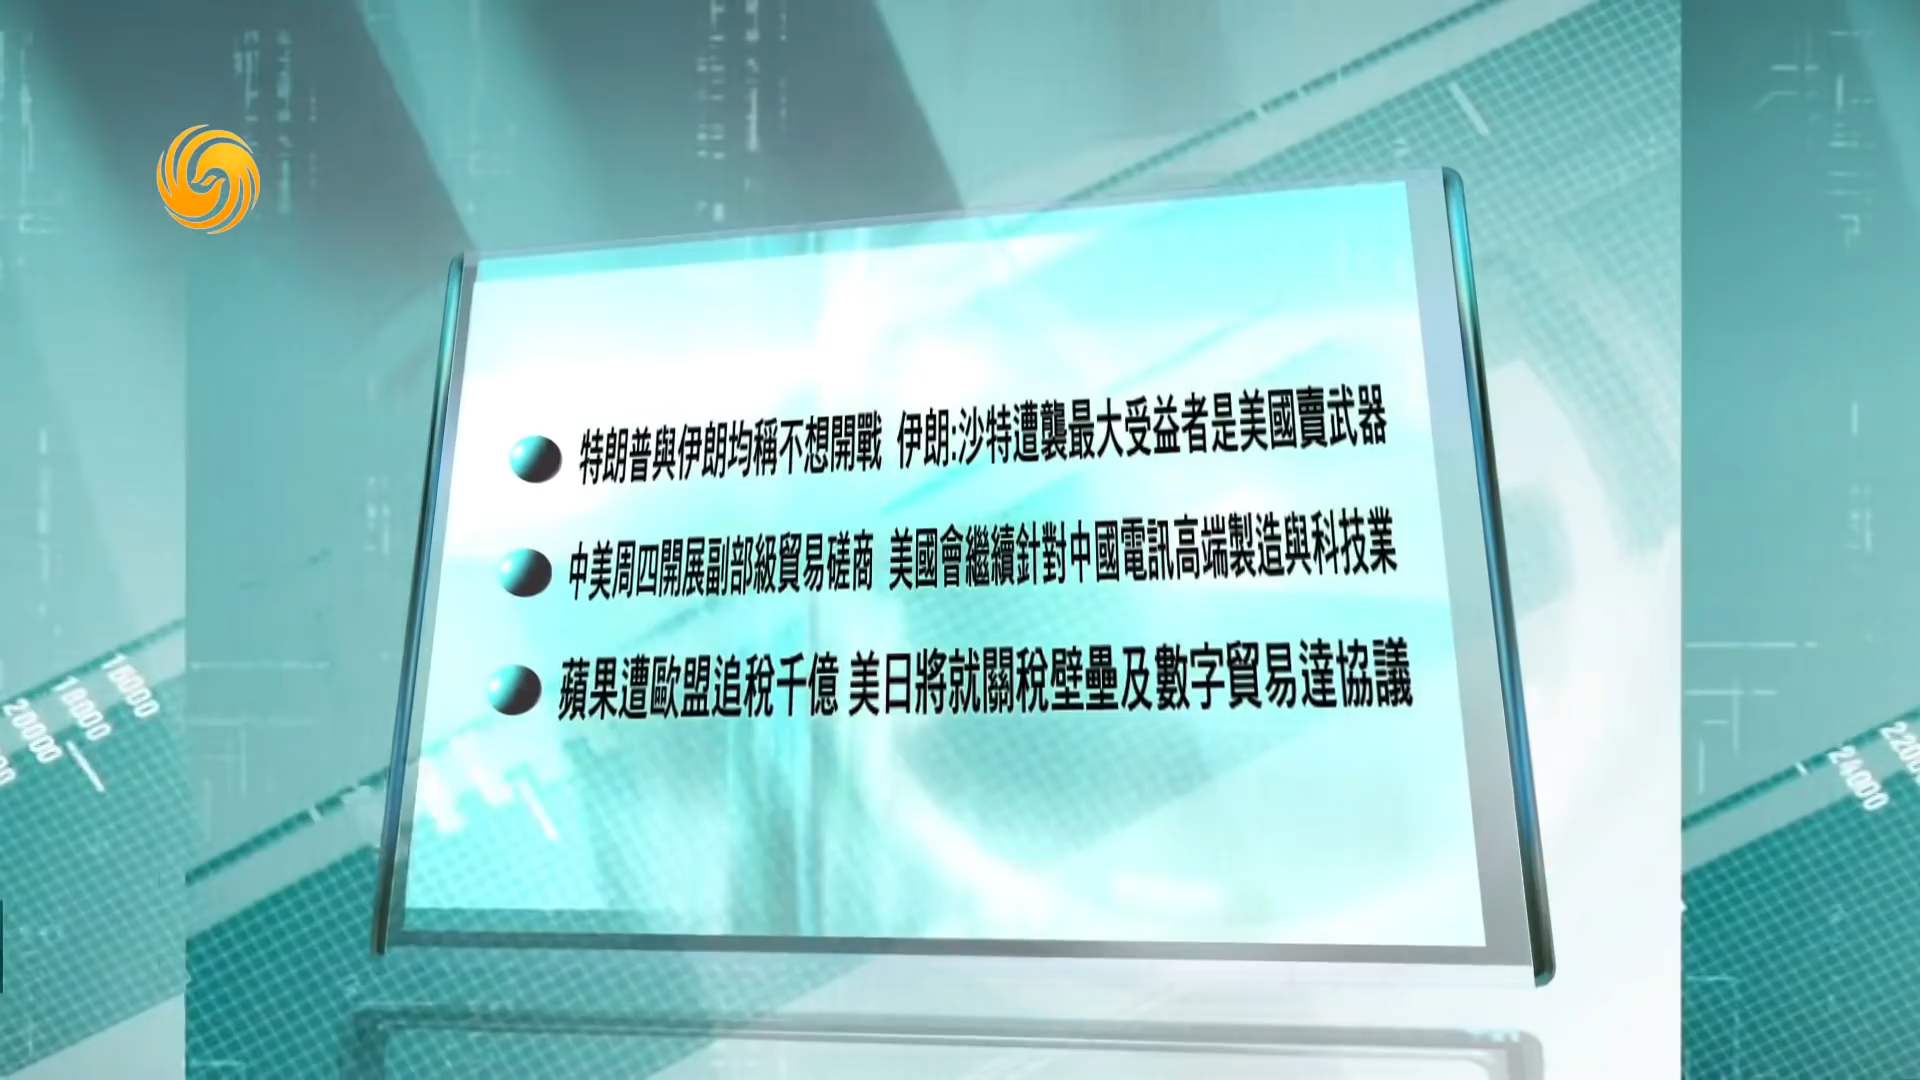 特朗普與伊朗均稱不想開戰 伊朗:沙特遭襲最大受益者是美國賣武器
中美周四開展副部級貿易磋商 美國會繼續針對中國電訊高端製造與科技業
蘋果遭歐盟追稅千億 美日將就關稅壁壘及數字貿易達協議
16000
18000
20000
24000